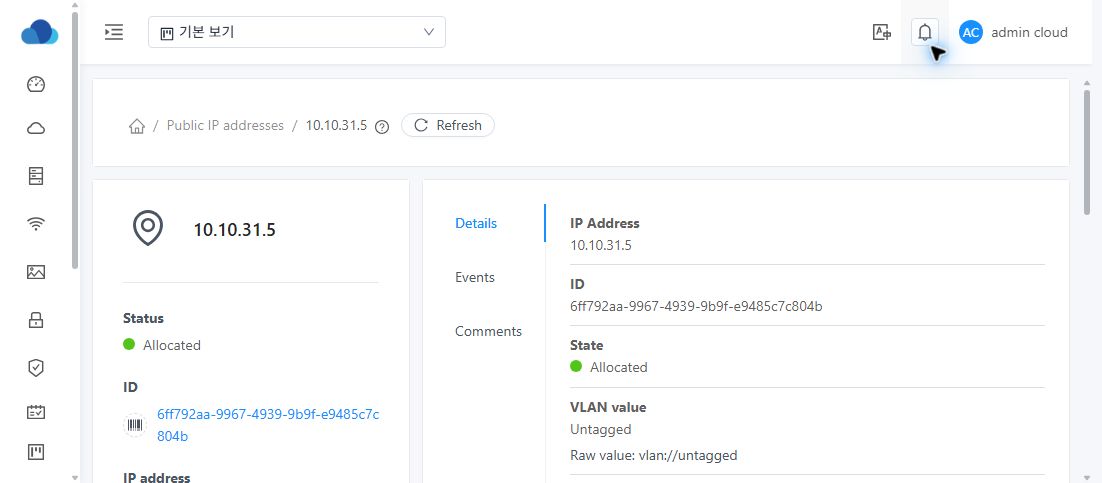 기본 보기
AC admin cloud
/ Public IP addresses / 10.10.31.5 Refresh
10.10.31.5
Status
Allocated
ID
6ff792aa-9967-4939-9b9f-e9485c7c
804b
IP address
Details
Events
Comments
IP Address
10.10.31.5
ID
6ff792aa-9967-4939-9b9f-e9485c7c804b
State
Allocated
VLAN value
Untagged
Raw value: vlan://untagged